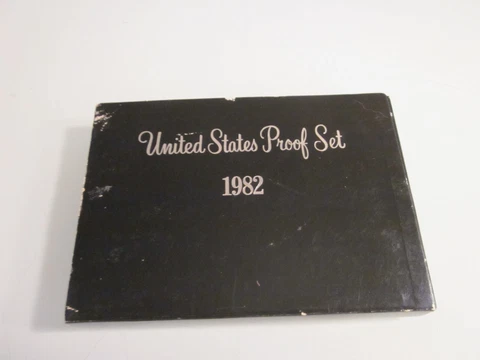 United States Proof Set
1982